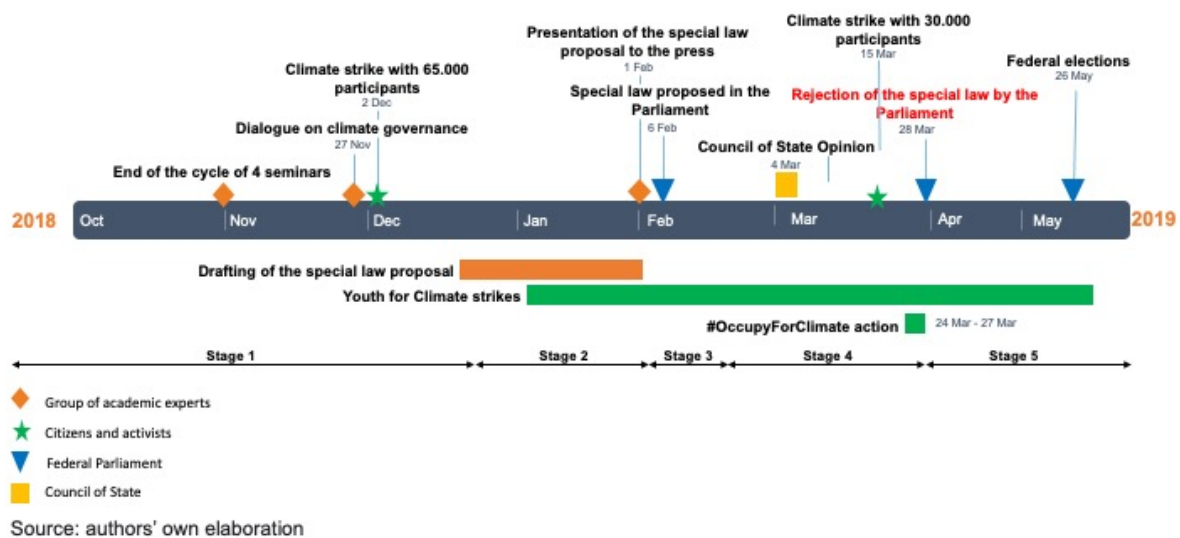 Presentation of the special law
proposal to the press
1 Feb
Climate strike with 30.000
participants
15 Mar
Climate strike with 65.000
participants
2 Dec
Federal elections
26 May
Special law proposed in the
Parliament
6 Feb
Rejection of the special law by the
Parliament
28 Mar
Dialogue on climate governance
27 Nov
Council of State Opinion
4 Mar
End of the cycle of 4 seminars
2018 Oct Nov Dec Jan Feb Mar Apr May 2019
Drafting of the special law proposal
Youth for Climate strikes
#OccupyForClimate action 24 Mar - 27 Mar
Stage 1 Stage 2 Stage 3 Stage 4 Stage 5
Group of academic experts
Citizens and activists
Federal Parliament
Council of State
Source: authors' own elaboration